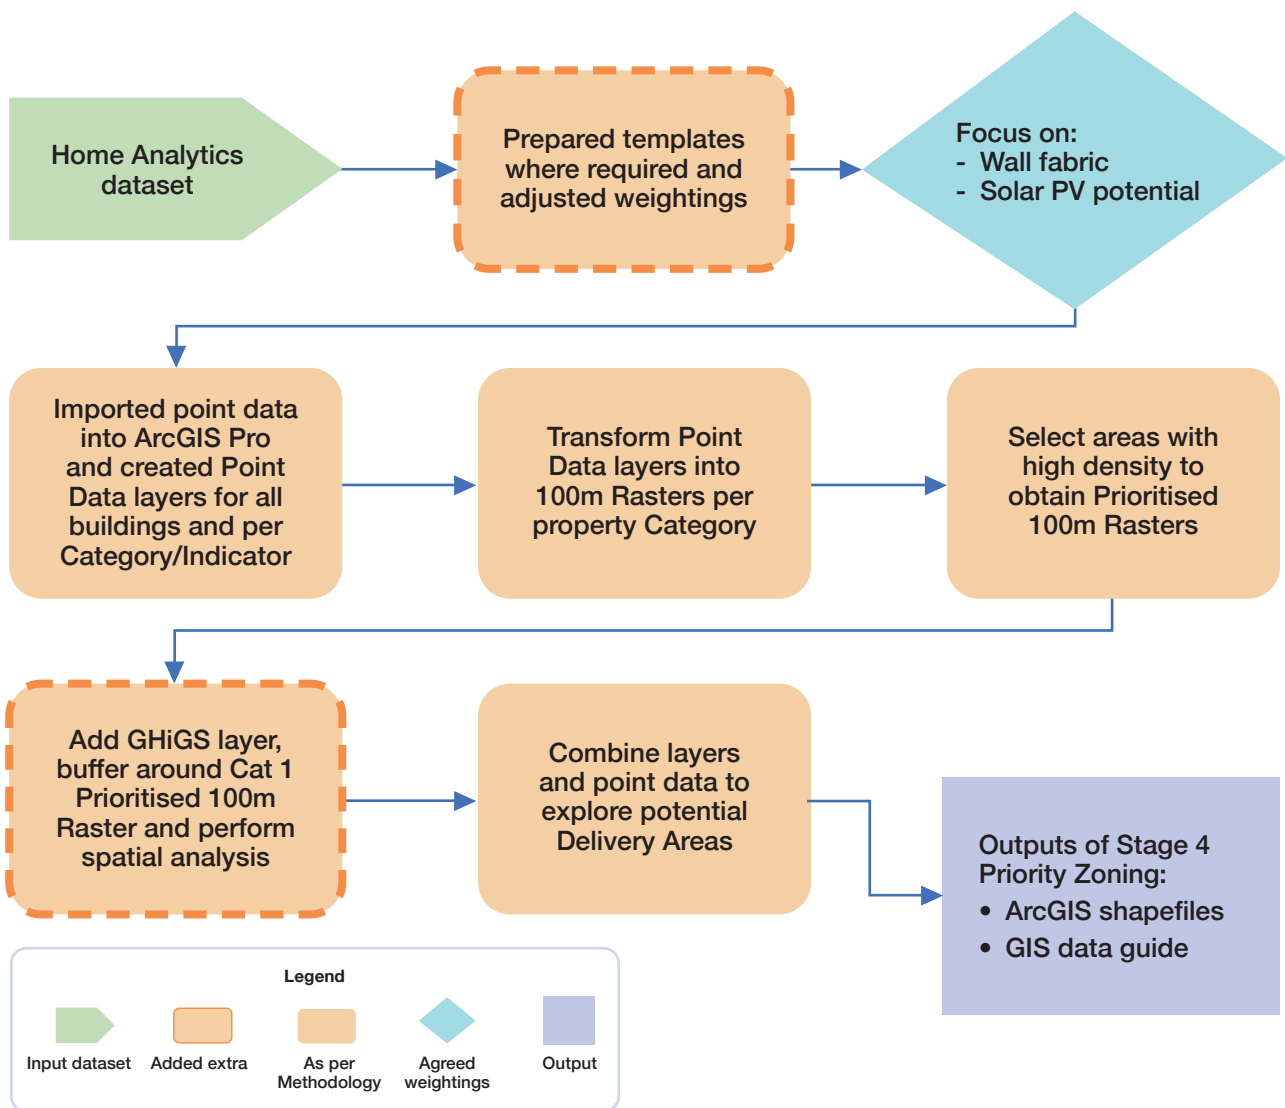 Home Analytics
dataset
Prepared templates
where required and
adjusted weightings
Focus on:
- Wall fabric
- Solar PV potential
Imported point data
into ArcGIS Pro
and created Point
Data layers for all
buildings and per
Category/Indicator
Transform Point
Data layers into
100m Rasters per
property Category
Select areas with
high density to
obtain Prioritised
100m Rasters
Add GHiGS layer,
buffer around Cat 1
Prioritised 100m
Raster and perform
spatial analysis
Combine layers
and point data to
explore potential
Delivery Areas
Outputs of Stage 4
Priority Zoning:
• ArcGIS shapefiles
• GIS data guide
Legend
Input dataset
Added extra
As per
Methodology
Agreed
weightings
Output